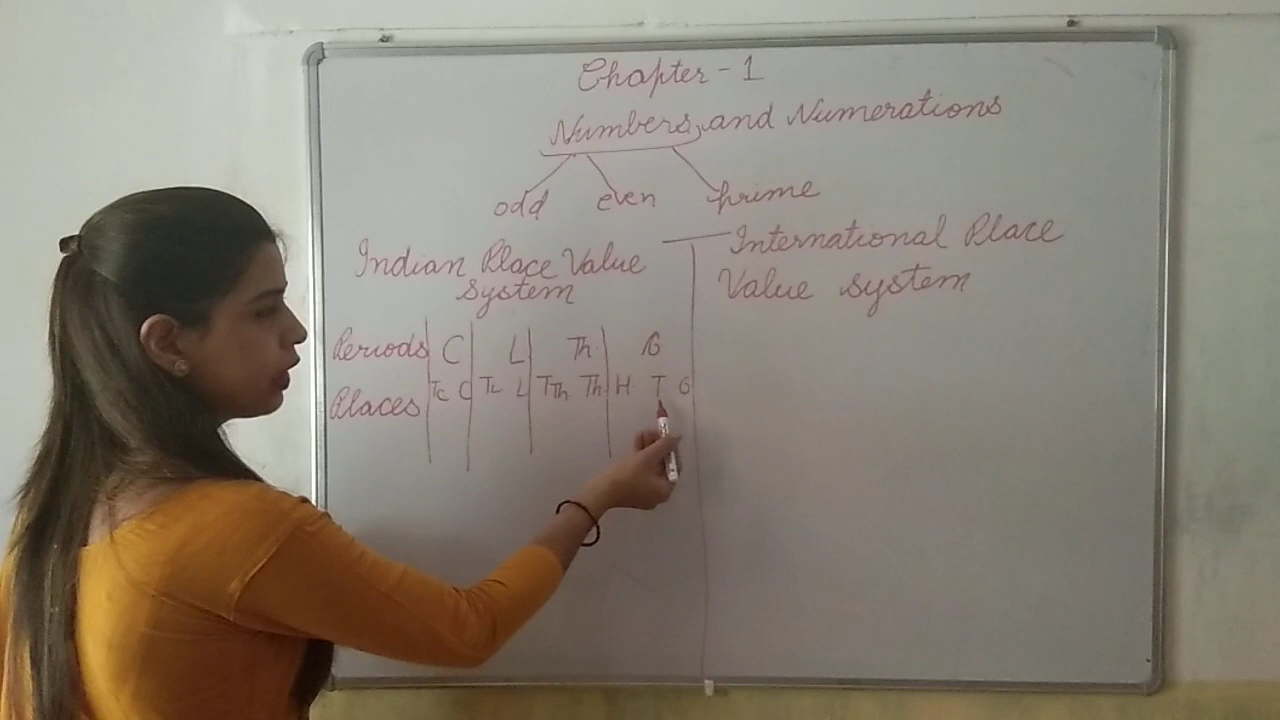 Chapter - 1
Numbers, and Numerations
odd even prime
Indian Place Value
System
International Place
Value system
Periods C L Th. O
Places Tc C TL L TTh Th H T O